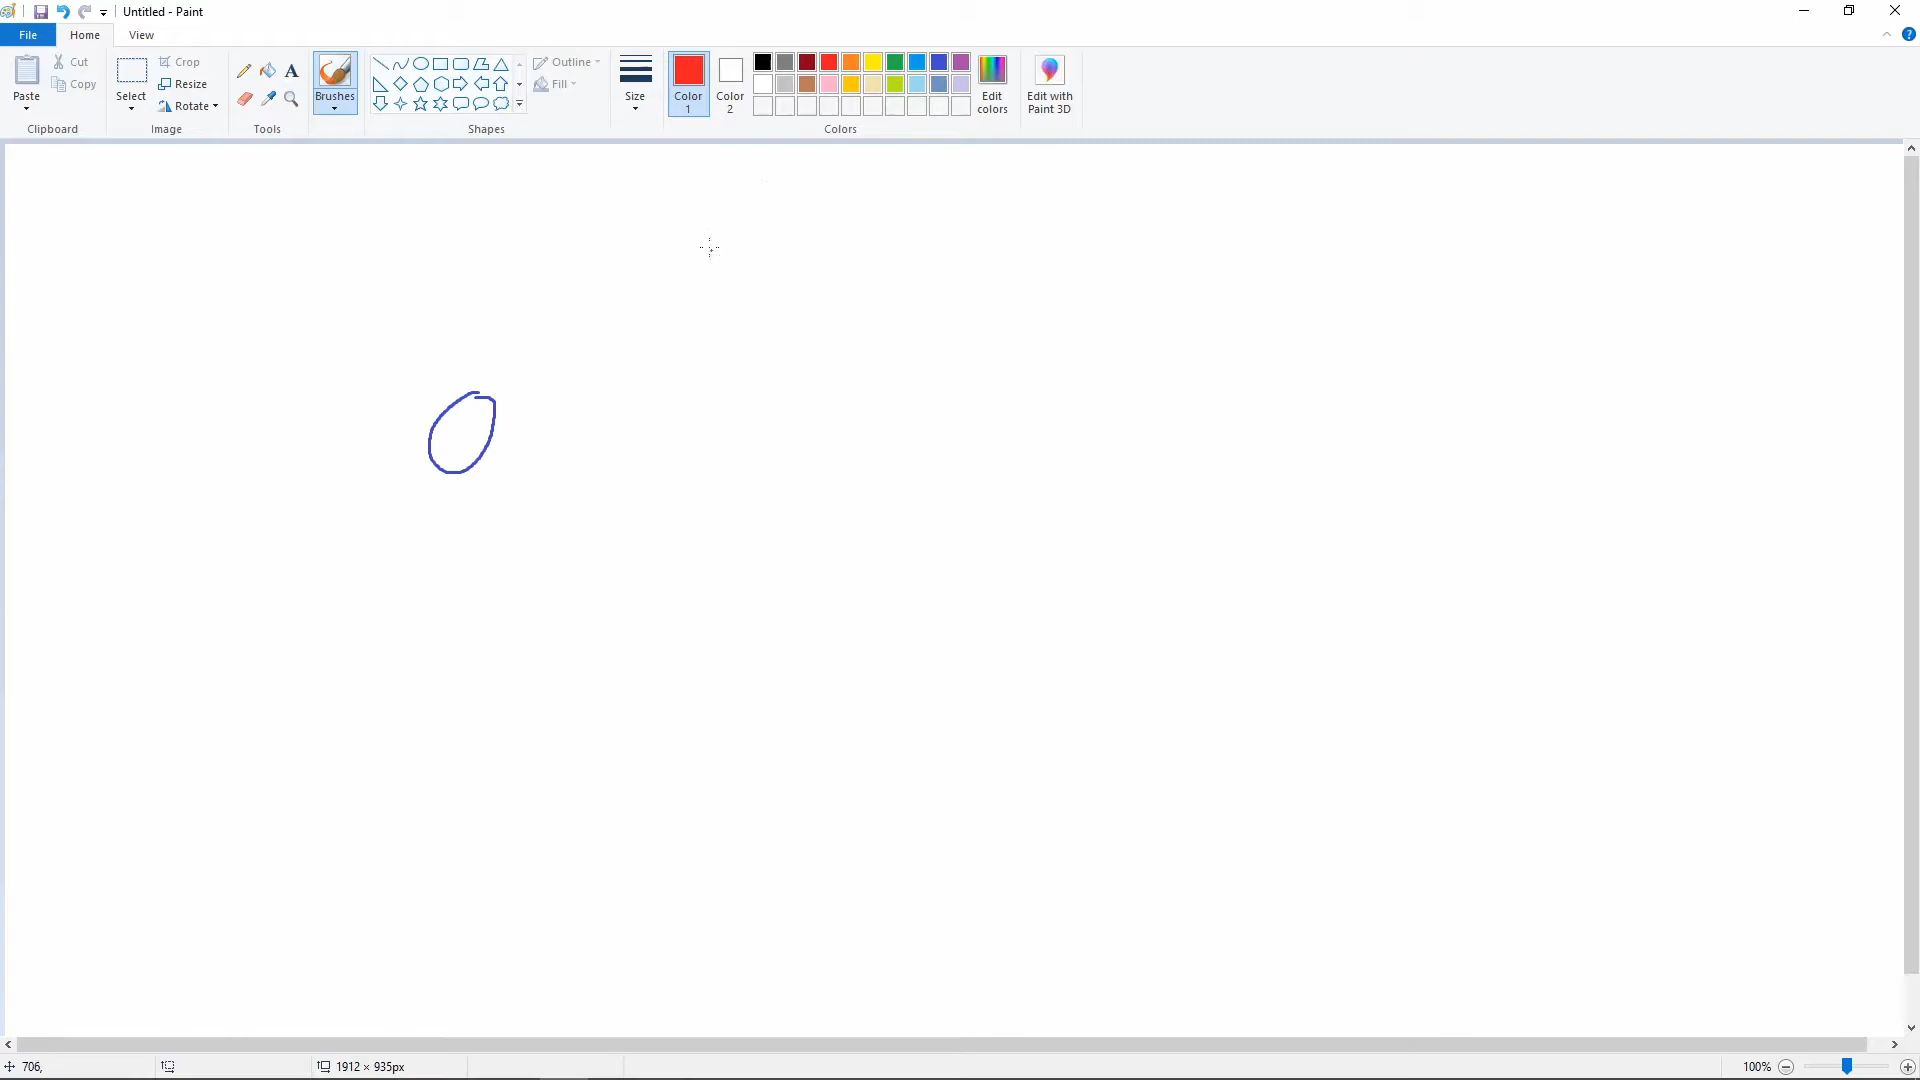 Untitled - Paint
File Home View
Paste
Cut
Copy
Clipboard
Select
Crop
Resize
Rotate
Image
A
Tools
Brushes
Shapes
Outline
Fill
Size
Color 1
Color 2
Edit colors
Colors
Edit with Paint 3D
706,
1912 × 935px
100%